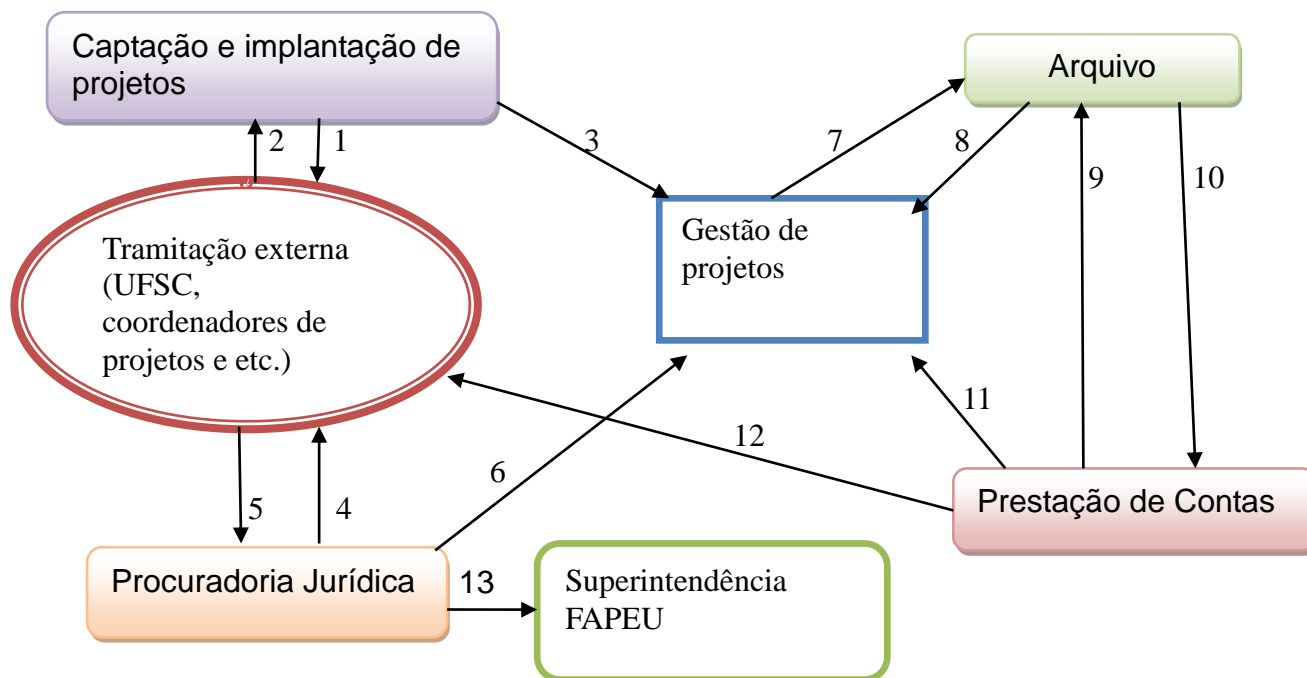 Captação e implantação de
projetos
Arquivo
2
1
3
7
8
9
10
Tramitação externa
(UFSC,
coordenadores de
projetos e etc.)
Gestão de
projetos
11
12
6
5
4
Prestação de Contas
Procuradoria Jurídica
13
Superintendência
FAPEU